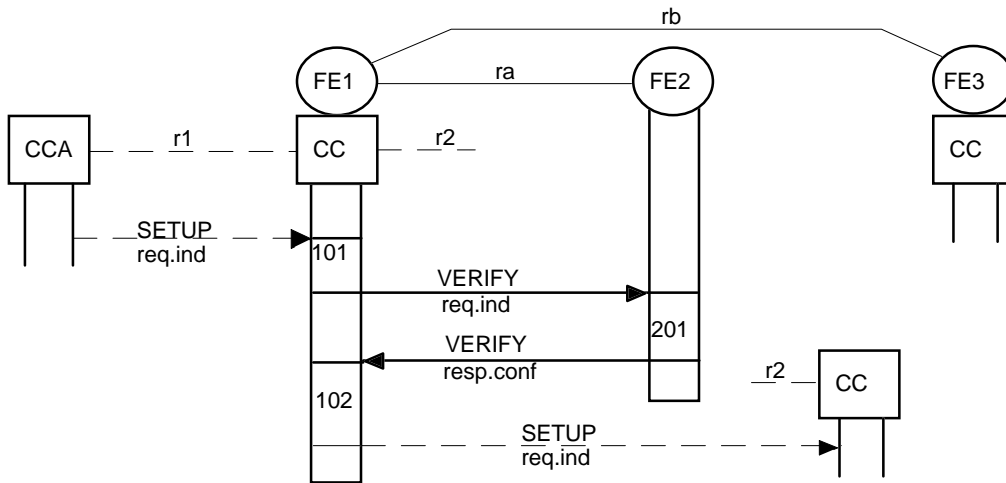 rb
FE1
ra
FE2
FE3
CCA
r1
CC
r2
CC
SETUP
req.ind
101
VERIFY
req.ind
201
VERIFY
resp.conf
r2
CC
102
SETUP
req.ind